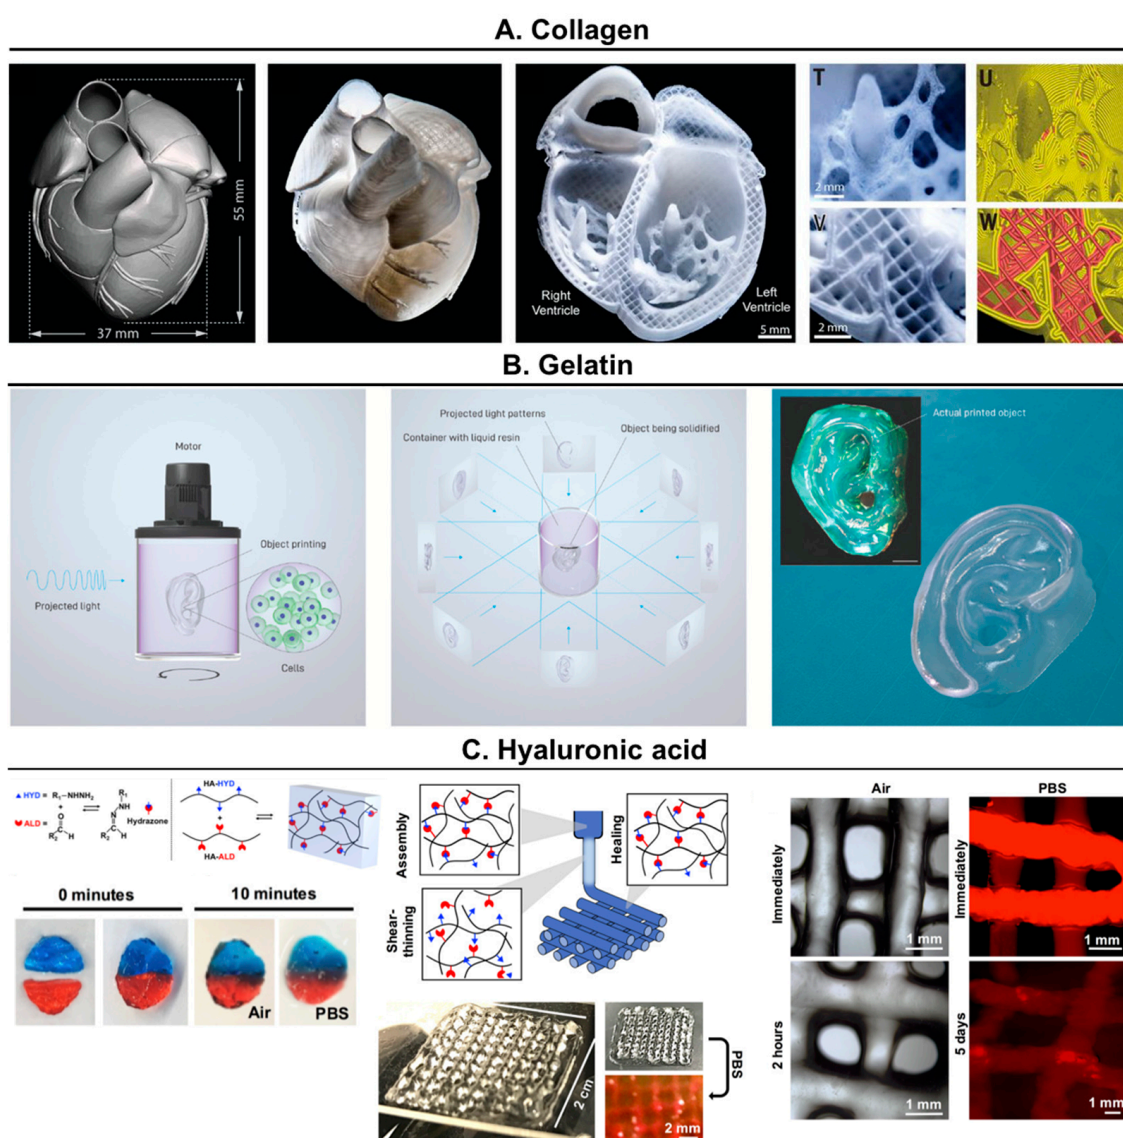 A. Collagen
55 mm
37 mm
Right
Ventricle
Left
Ventricle
5 mm
T
2 mm
U
V
2 mm
W
B. Gelatin
Motor
Object printing
Projected light
Cells
Projected light patterns
Container with liquid resin
Object being solidified
Actual printed object
C. Hyaluronic acid
HYD = R1-NHNH2
+
ALD =
O
R2
H
R1
NH
N
R2
H
Hydrazone
HA-HYD
+
HA-ALD
0 minutes
10 minutes
Air
PBS
Assembly
Shear-
thinning
Healing
2 cm
PBS
2 mm
Air
PBS
Immediately
1 mm
Immediately
1 mm
2 hours
1 mm
5 days
1 mm